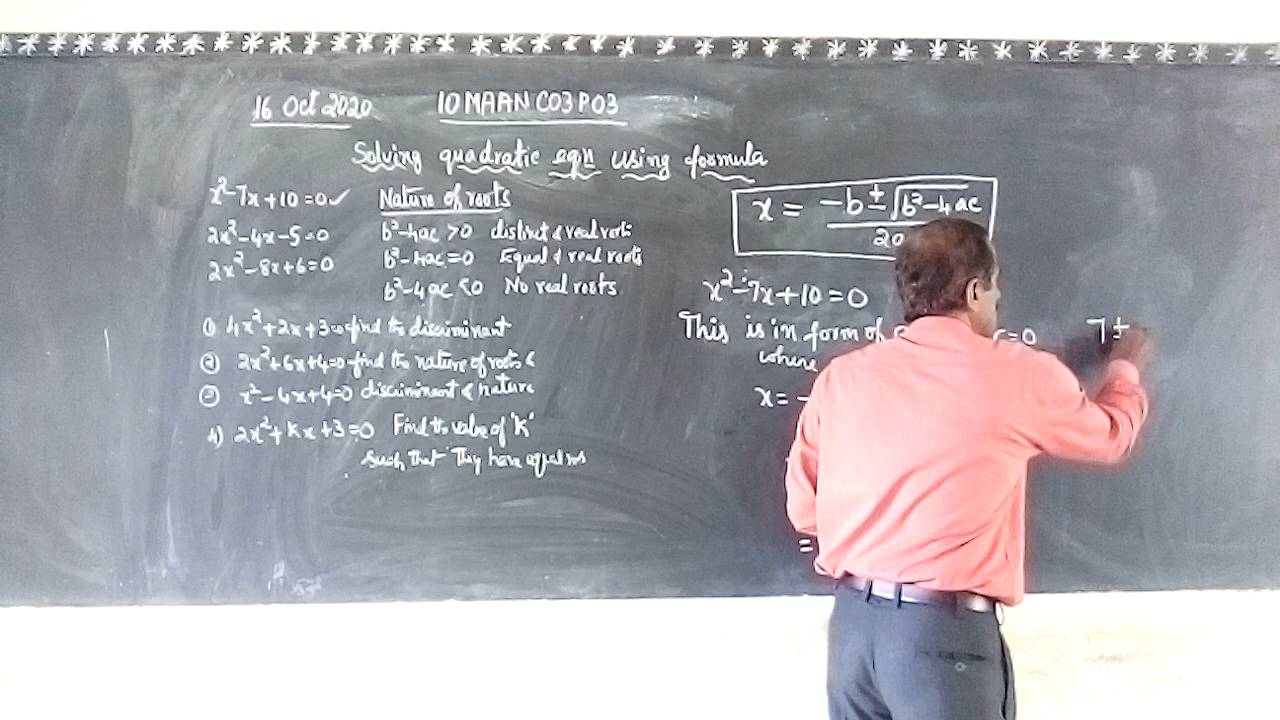 16 Oct 2020 10MAAN CO3PO3
Solving quadratic eqn using formula
x²-7x+10=0✓
2x²-4x-5=0
2x²-8x+6=0
Nature of roots
b²-4ac >0 distinct & real roots
b²-4ac=0 Equal & real roots
b²-4ac <0 No real roots
1) 4x²+2x+3=0 find the discriminant
2) 2x²+6x+4=0 find the nature of roots &
3) x²-4x+4=0 discriminant & nature
4) 2x²+Kx+3=0 Find the value of 'K'
such that They have equal
x = -b±√b²-4ac
2a
x²-7x+10=0
This is in form of =0
where
x= -
=
7±